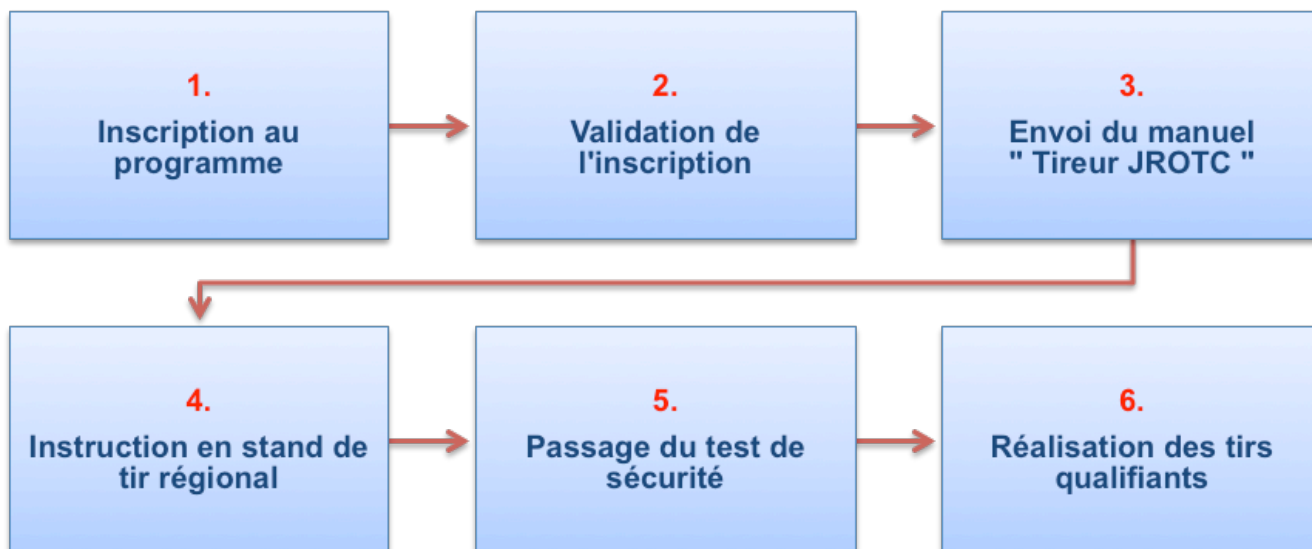 1.
Inscription au
programme
2.
Validation de
l'inscription
3.
Envoi du manuel
" Tireur JROTC "
4.
Instruction en stand de
tir régional
5.
Passage du test de
sécurité
6.
Réalisation des tirs
qualifiants